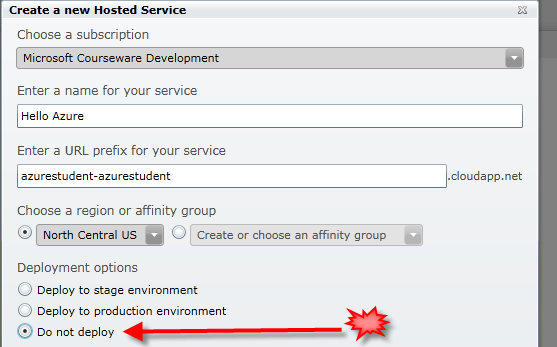 Create a new Hosted Service
Choose a subscription
Microsoft Courseware Development
Enter a name for your service
Hello Azure
Enter a URL prefix for your service
azurestudent-azurestudent .cloudapp.net
Choose a region or affinity group
North Central US Create or choose an affinity group
Deployment options
Deploy to stage environment
Deploy to production environment
Do not deploy